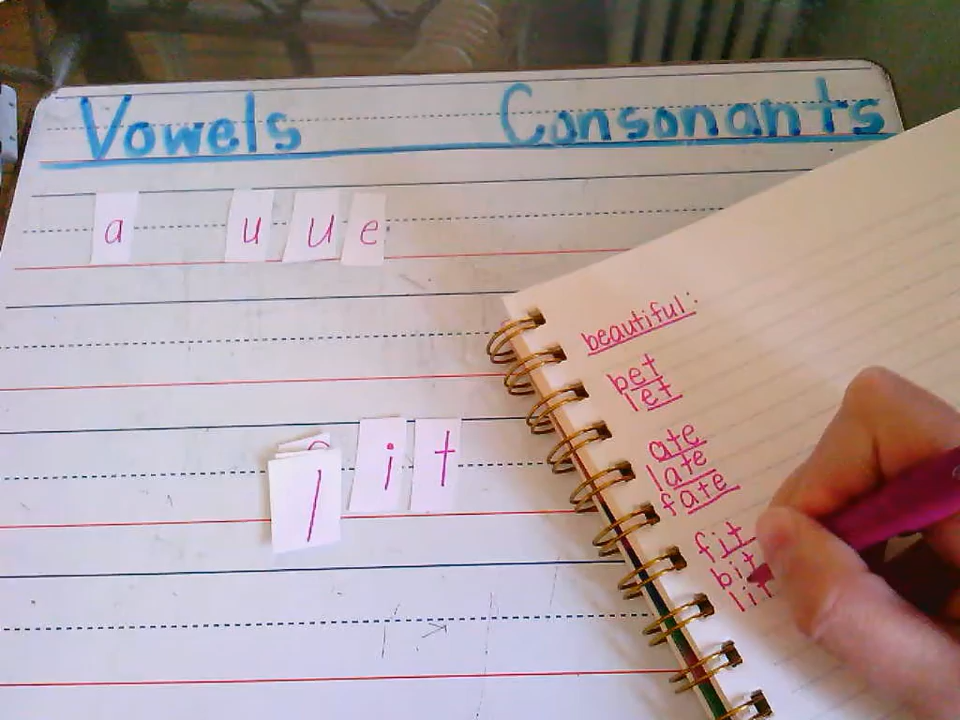 Vowels Consonants
a u u e
l i t
beautiful:
bet
let
ate
late
fate
fit
bit
lit